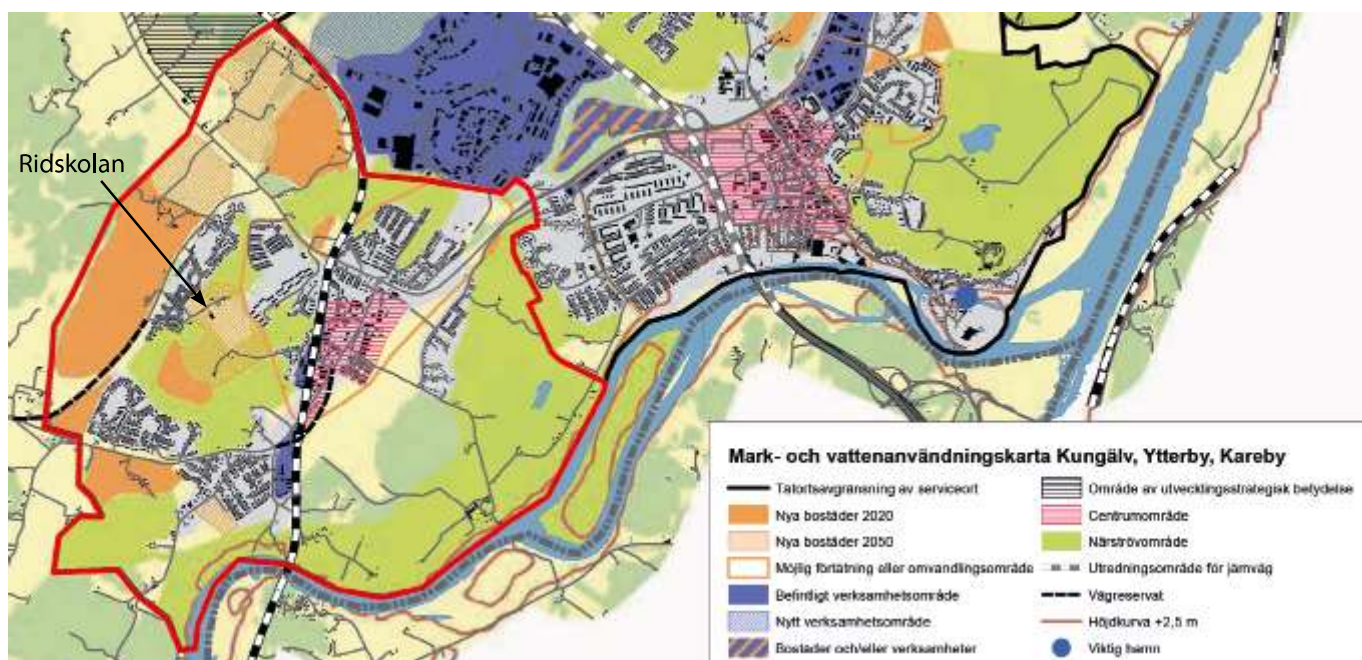 Ridskolan
Mark- och vattenanvändningskarta Kungälv, Ytterby, Kareby
Tätortsavgränsning av serviceort
Nya bostäder 2020
Nya bostäder 2050
Möjlig förtätning eller omvandlingsområde
Befintligt verksamhetsområde
Nytt verksamhetsområde
Bostäder och/eller verksamheter
Område av utvecklingsstrategisk betydelse
Centrumområde
Närströvområde
Utredningsområde för järnväg
Vägreservat
Höjdkurva +2,5 m
Viktig hamn